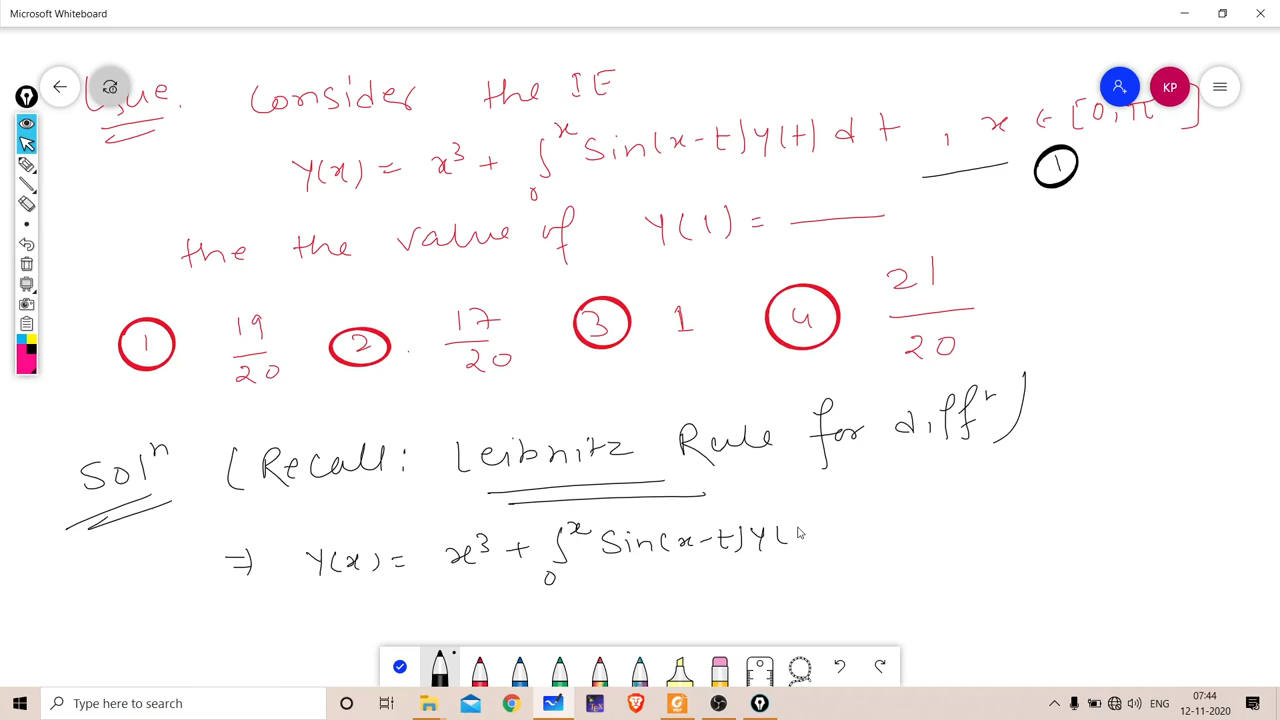 Microsoft Whiteboard
Que. Consider the IE
KP
Y(x) = x³ + ∫₀ˣ Sin(x-t) Y(t) dt , x ∈ [0, π] ①
the the value of Y(1) = ____
① 19/20 ② 17/20 ③ 1 ④ 21/20
Solⁿ (Recall: Leibnitz Rule for diffⁿ)
⇒ Y(x) = x³ + ∫₀ˣ Sin(x-t) Y(
Type here to search
07:44
12-11-2020